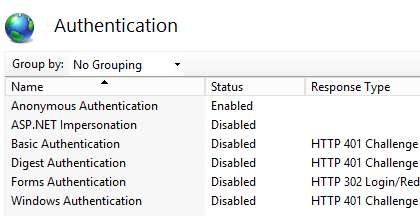 Authentication
Group by: No Grouping
Name Status Response Type
Anonymous Authentication Enabled
ASP.NET Impersonation Disabled
Basic Authentication Disabled HTTP 401 Challenge
Digest Authentication Disabled HTTP 401 Challenge
Forms Authentication Disabled HTTP 302 Login/Red
Windows Authentication Disabled HTTP 401 Challenge